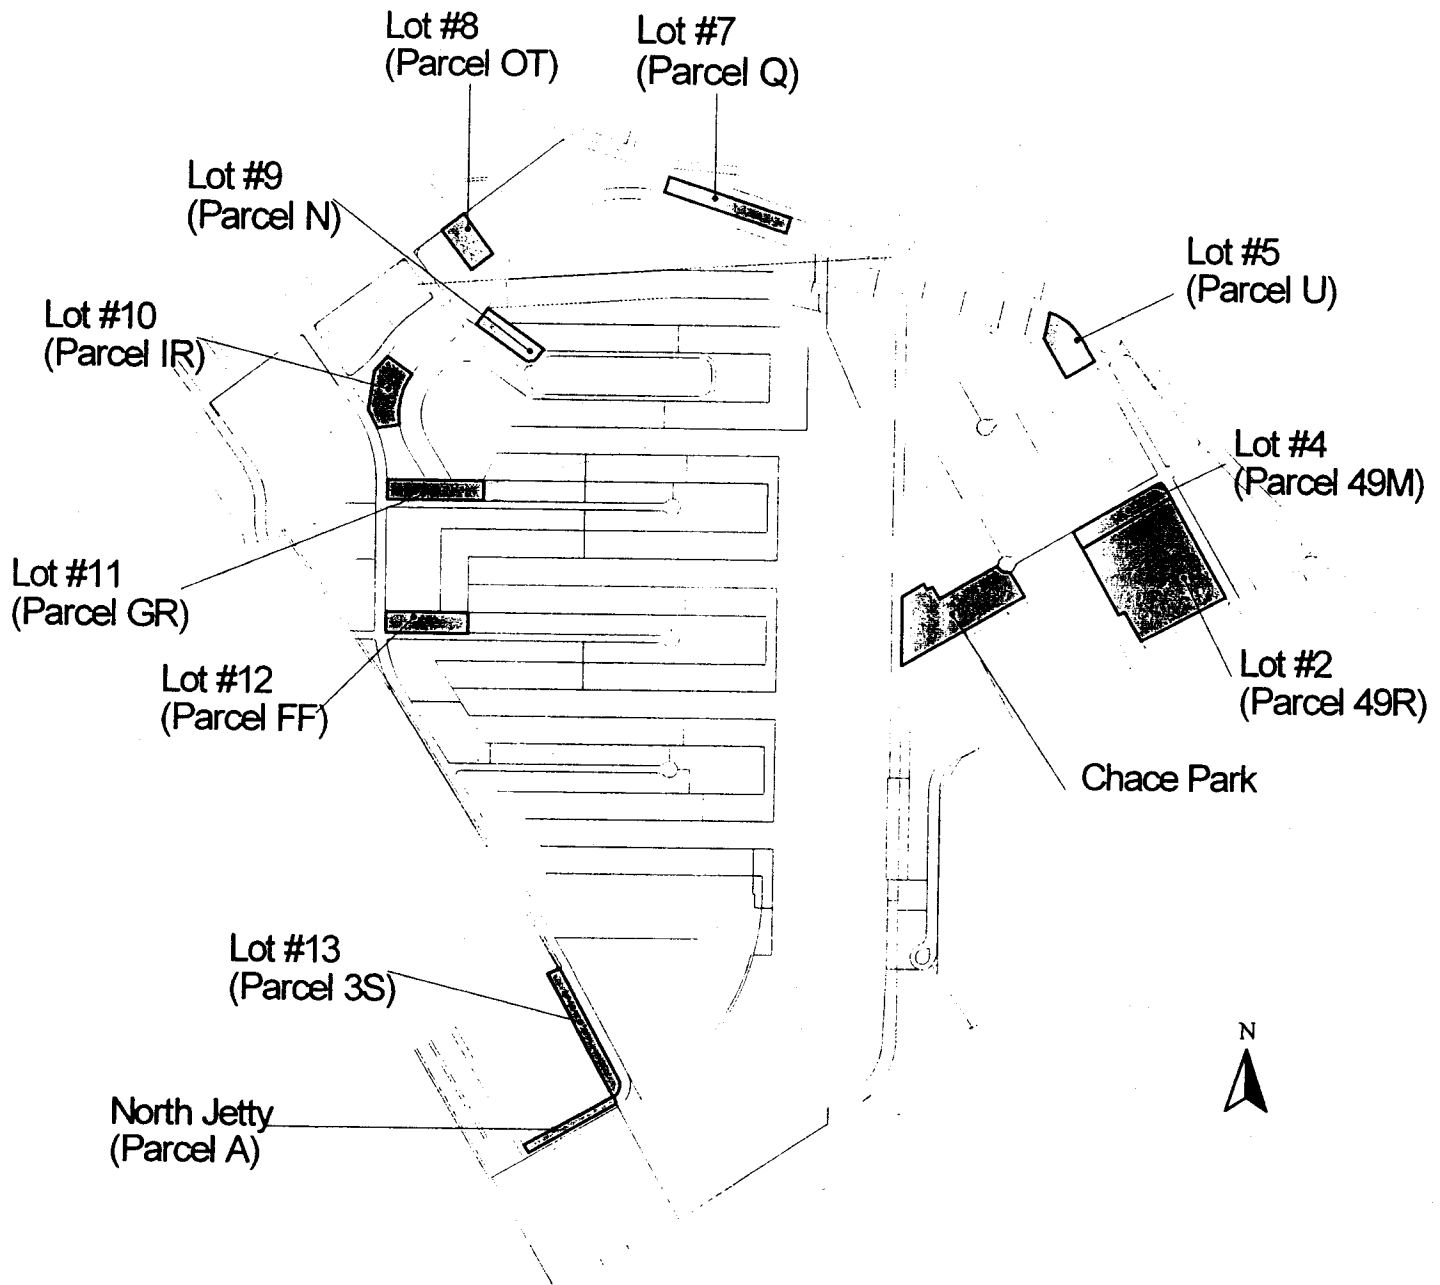 Lot #8
(Parcel OT)
Lot #7
(Parcel Q)
Lot #9
(Parcel N)
Lot #5
(Parcel U)
Lot #10
(Parcel IR)
Lot #4
(Parcel 49M)
Lot #11
(Parcel GR)
Lot #12
(Parcel FF)
Lot #2
(Parcel 49R)
Chace Park
Lot #13
(Parcel 3S)
N
North Jetty
(Parcel A)